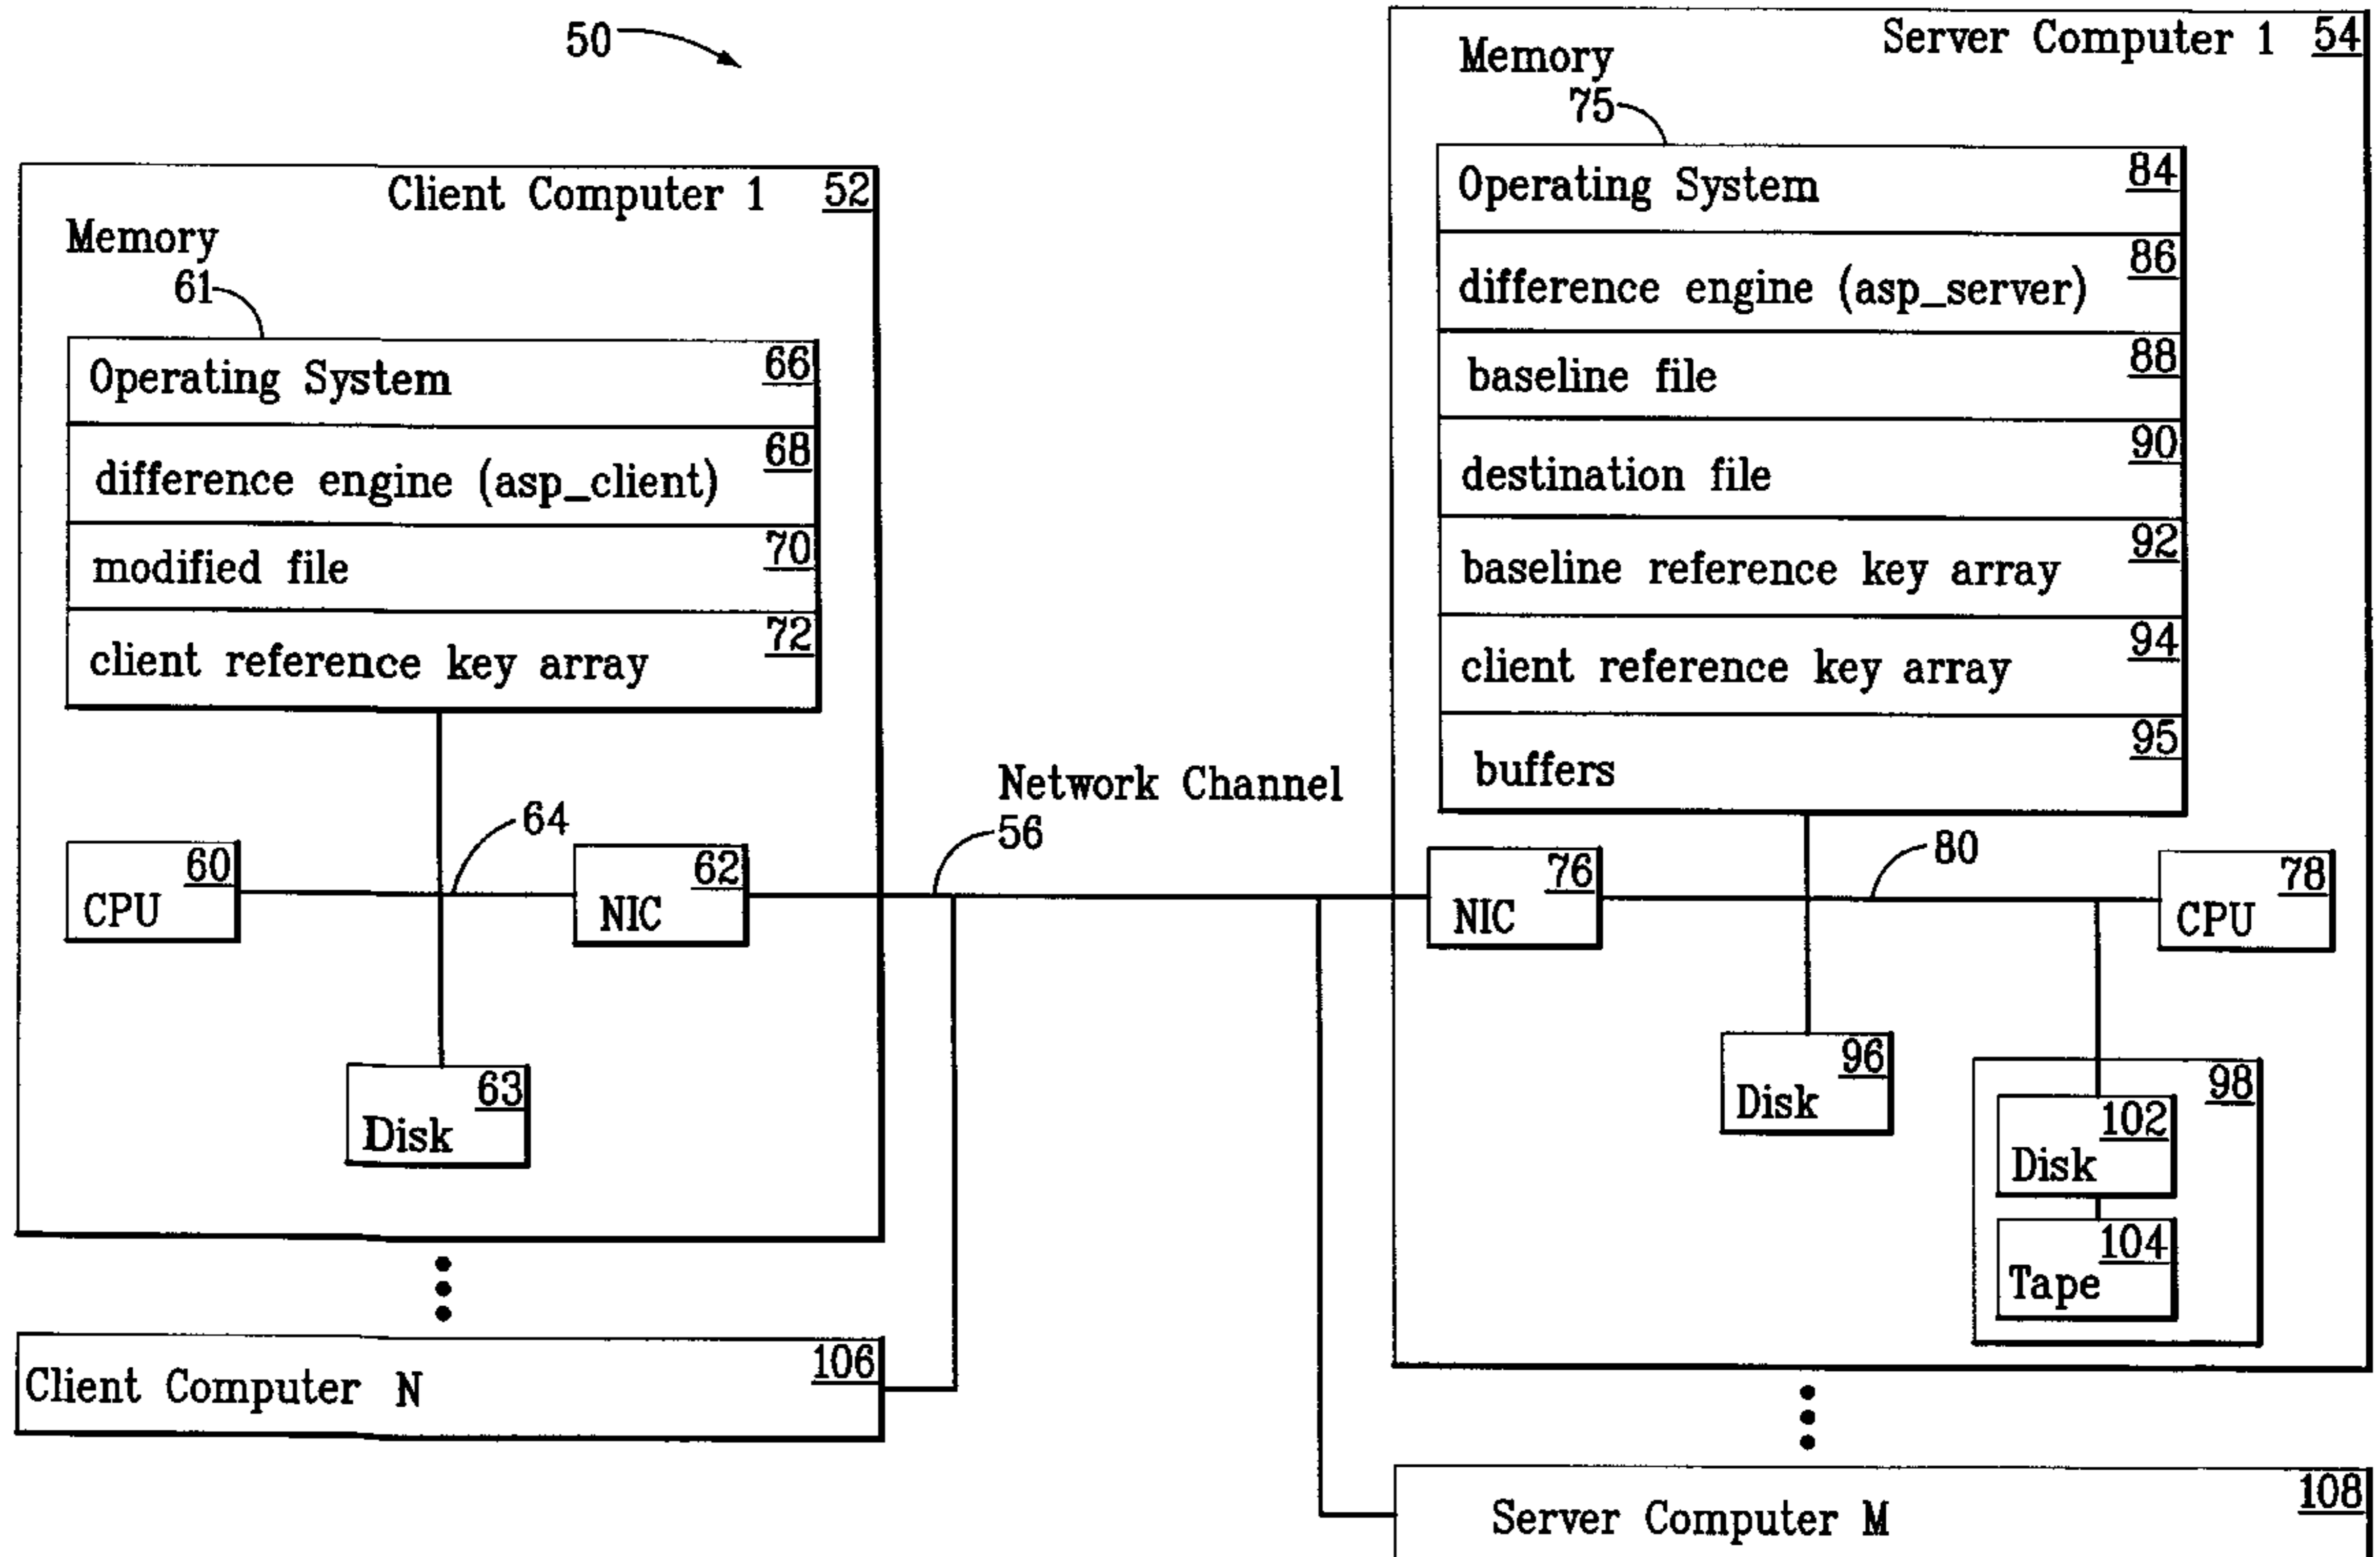 50
Client Computer 1 52
Memory
61
Operating System 66
difference engine (asp_client) 68
modified file 70
client reference key array 72
64
CPU 60
NIC 62
Disk 63
Client Computer N 106
Network Channel
56
Server Computer 1 54
Memory
75
Operating System 84
difference engine (asp_server) 86
baseline file 88
destination file 90
baseline reference key array 92
client reference key array 94
buffers 95
NIC 76
80
CPU 78
Disk 96
98
Disk 102
Tape 104
Server Computer M 108